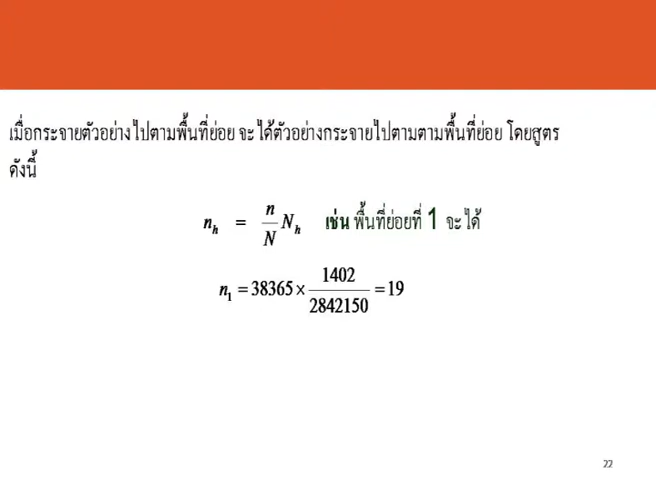 เมื่อกระจายตัวอย่างไปตามพื้นที่ย่อย จะได้ตัวอย่างกระจายไปตามตามพื้นที่ย่อย โดยสูตร
ดังนี้
n_h = n/N N_h เช่น พื้นที่ย่อยที่ 1 จะได้
n_1 = 38365 × 1402/2842150 = 19
22